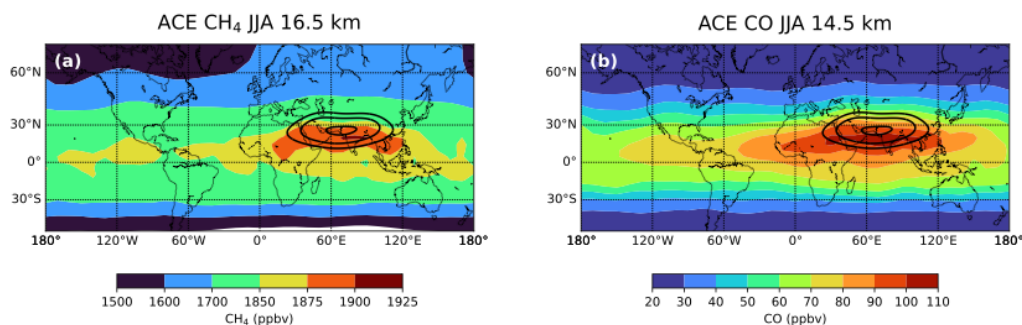 ACE CH₄ JJA 16.5 km
(a)
60°N
30°N
0°
30°S
180° 120°W 60°W 0° 60°E 120°E 180°
1500 1600 1700 1850 1875 1900 1925
CH₄ (ppbv)
ACE CO JJA 14.5 km
(b)
60°N
30°N
0°
30°S
180° 120°W 60°W 0° 60°E 120°E 180°
20 30 40 50 60 70 80 90 100 110
CO (ppbv)